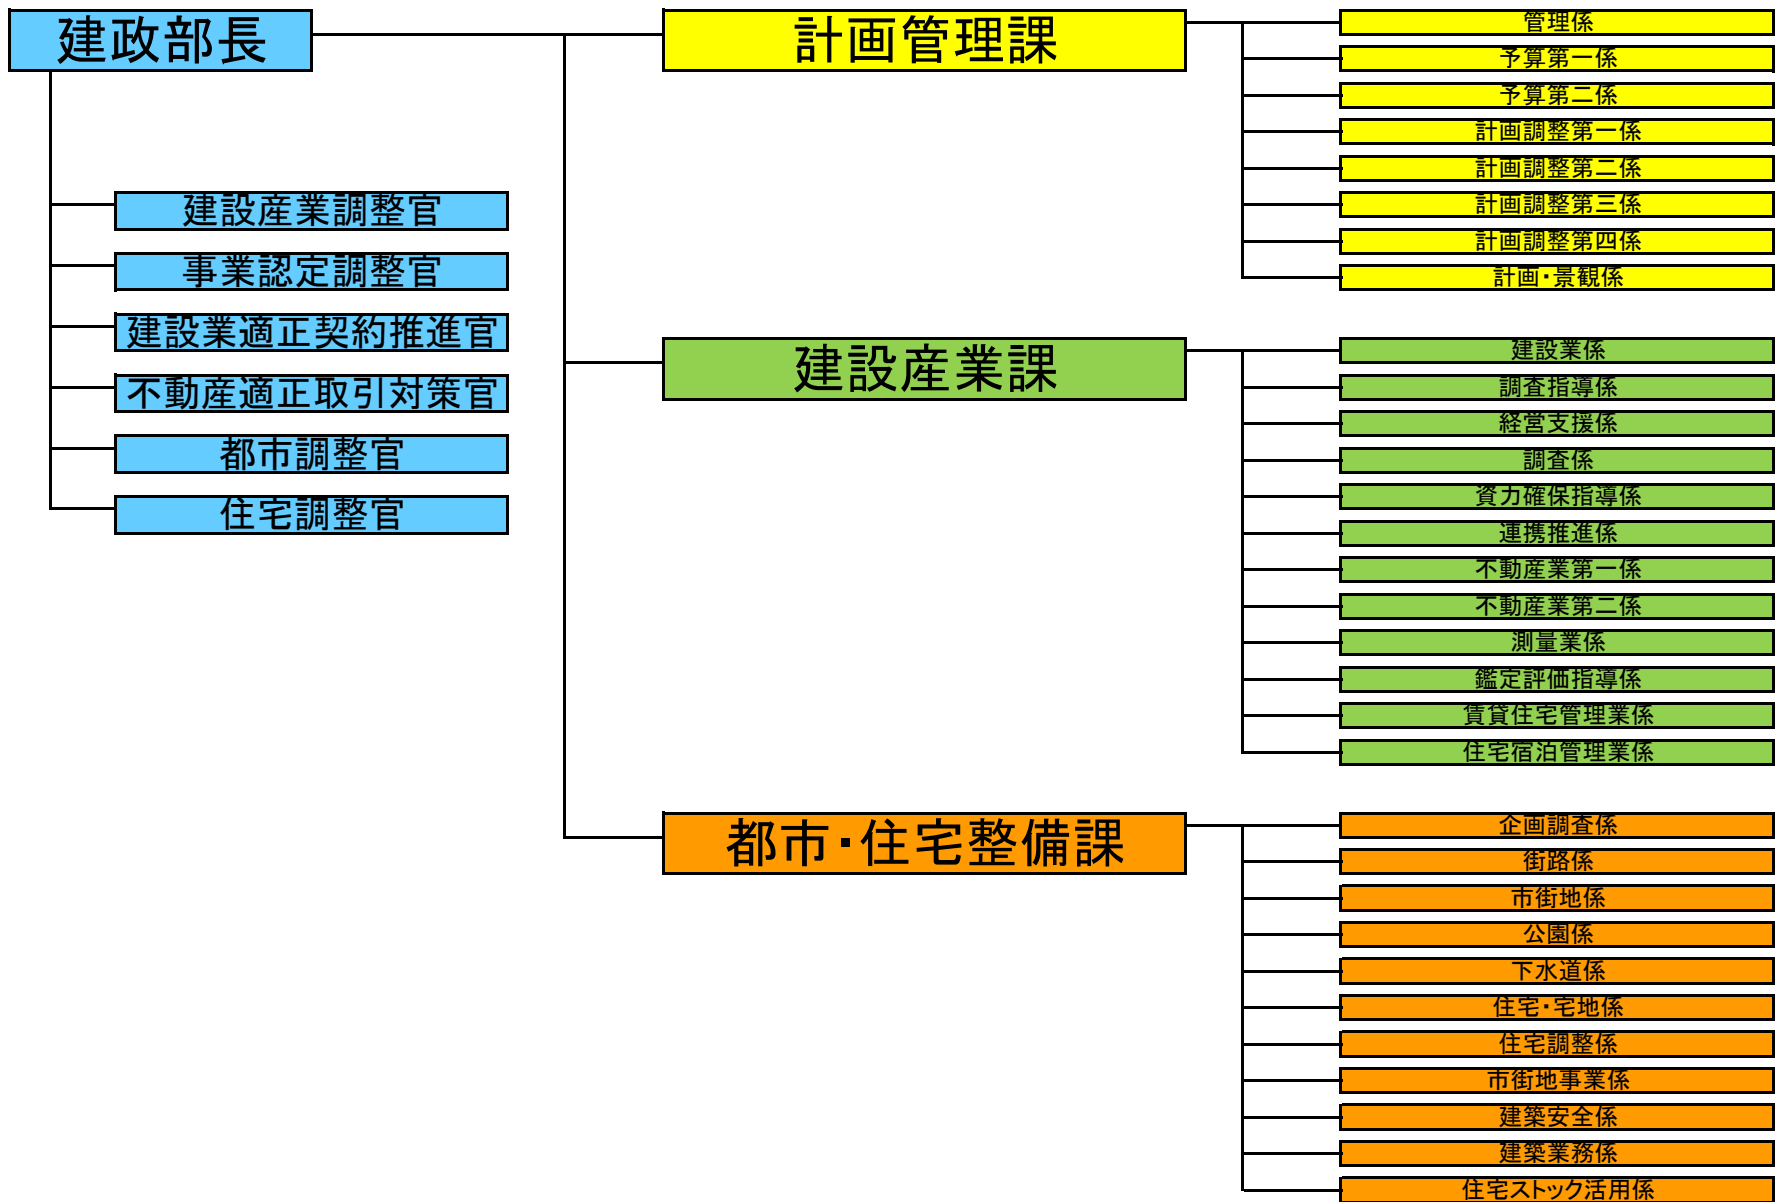 建政部長
建設産業調整官
事業認定調整官
建設業適正契約推進官
不動産適正取引対策官
都市調整官
住宅調整官
計画管理課
管理係
予算第一係
予算第二係
計画調整第一係
計画調整第二係
計画調整第三係
計画調整第四係
計画・景観係
建設産業課
建設業係
調査指導係
経営支援係
調査係
資力確保指導係
連携推進係
不動産業第一係
不動産業第二係
測量業係
鑑定評価指導係
賃貸住宅管理業係
住宅宿泊管理業係
都市・住宅整備課
企画調査係
街路係
市街地係
公園係
下水道係
住宅・宅地係
住宅調整係
市街地事業係
建築安全係
建築業務係
住宅ストック活用係